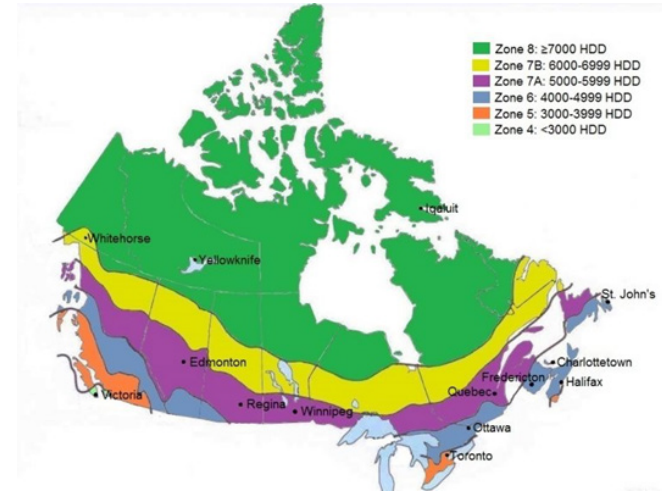 Zone 8: ≥7000 HDD
Zone 7B: 6000-6999 HDD
Zone 7A: 5000-5999 HDD
Zone 6: 4000-4999 HDD
Zone 5: 3000-3999 HDD
Zone 4: <3000 HDD
Iqaluit
Whitehorse
Yellowknife
St. John's
Edmonton
Charlottetown
Fredericton
Halifax
Quebec
Victoria
Regina
Winnipeg
Ottawa
Toronto